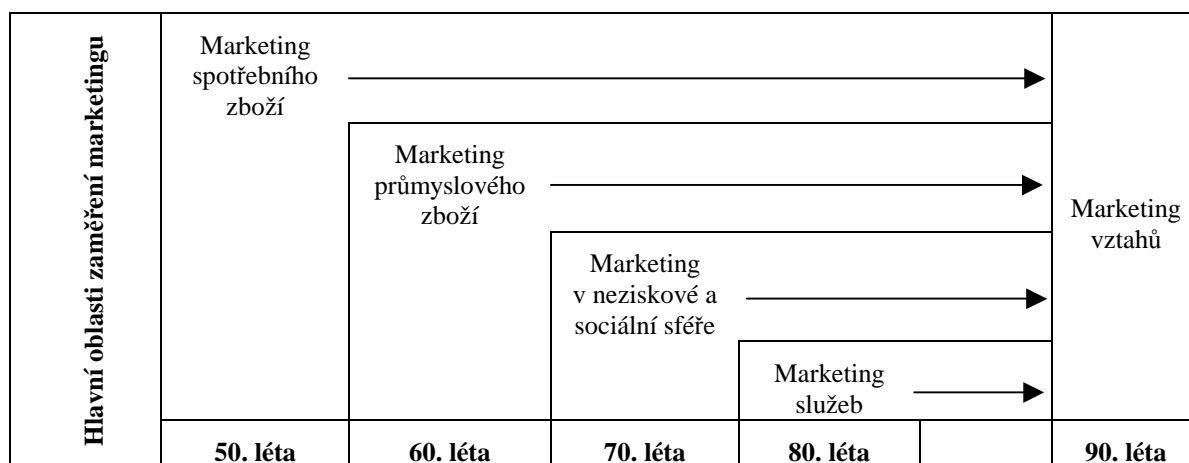 Hlavní oblasti zaměření marketingu
Marketing
spotřebního
zboží
Marketing
průmyslového
zboží
Marketing
v neziskové a
sociální sféře
Marketing
služeb
Marketing
vztahů
50. léta
60. léta
70. léta
80. léta
90. léta